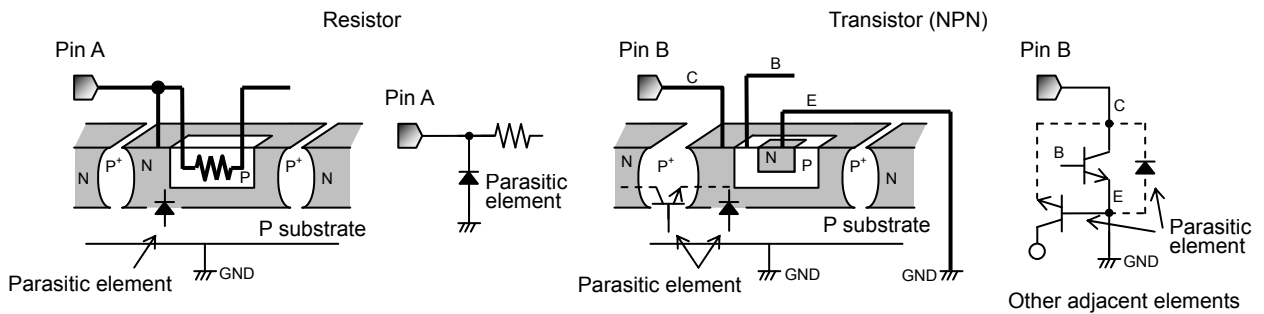 Resistor
Transistor (NPN)
Pin A
Pin A
N
P+
N
P
P+
N
Parasitic
element
P substrate
GND
Parasitic element
Pin B
C
B
E
N
P+
N
P
P+
N
P substrate
GND
GND
Parasitic element
Pin B
C
B
E
Parasitic
element
GND
Other adjacent elements